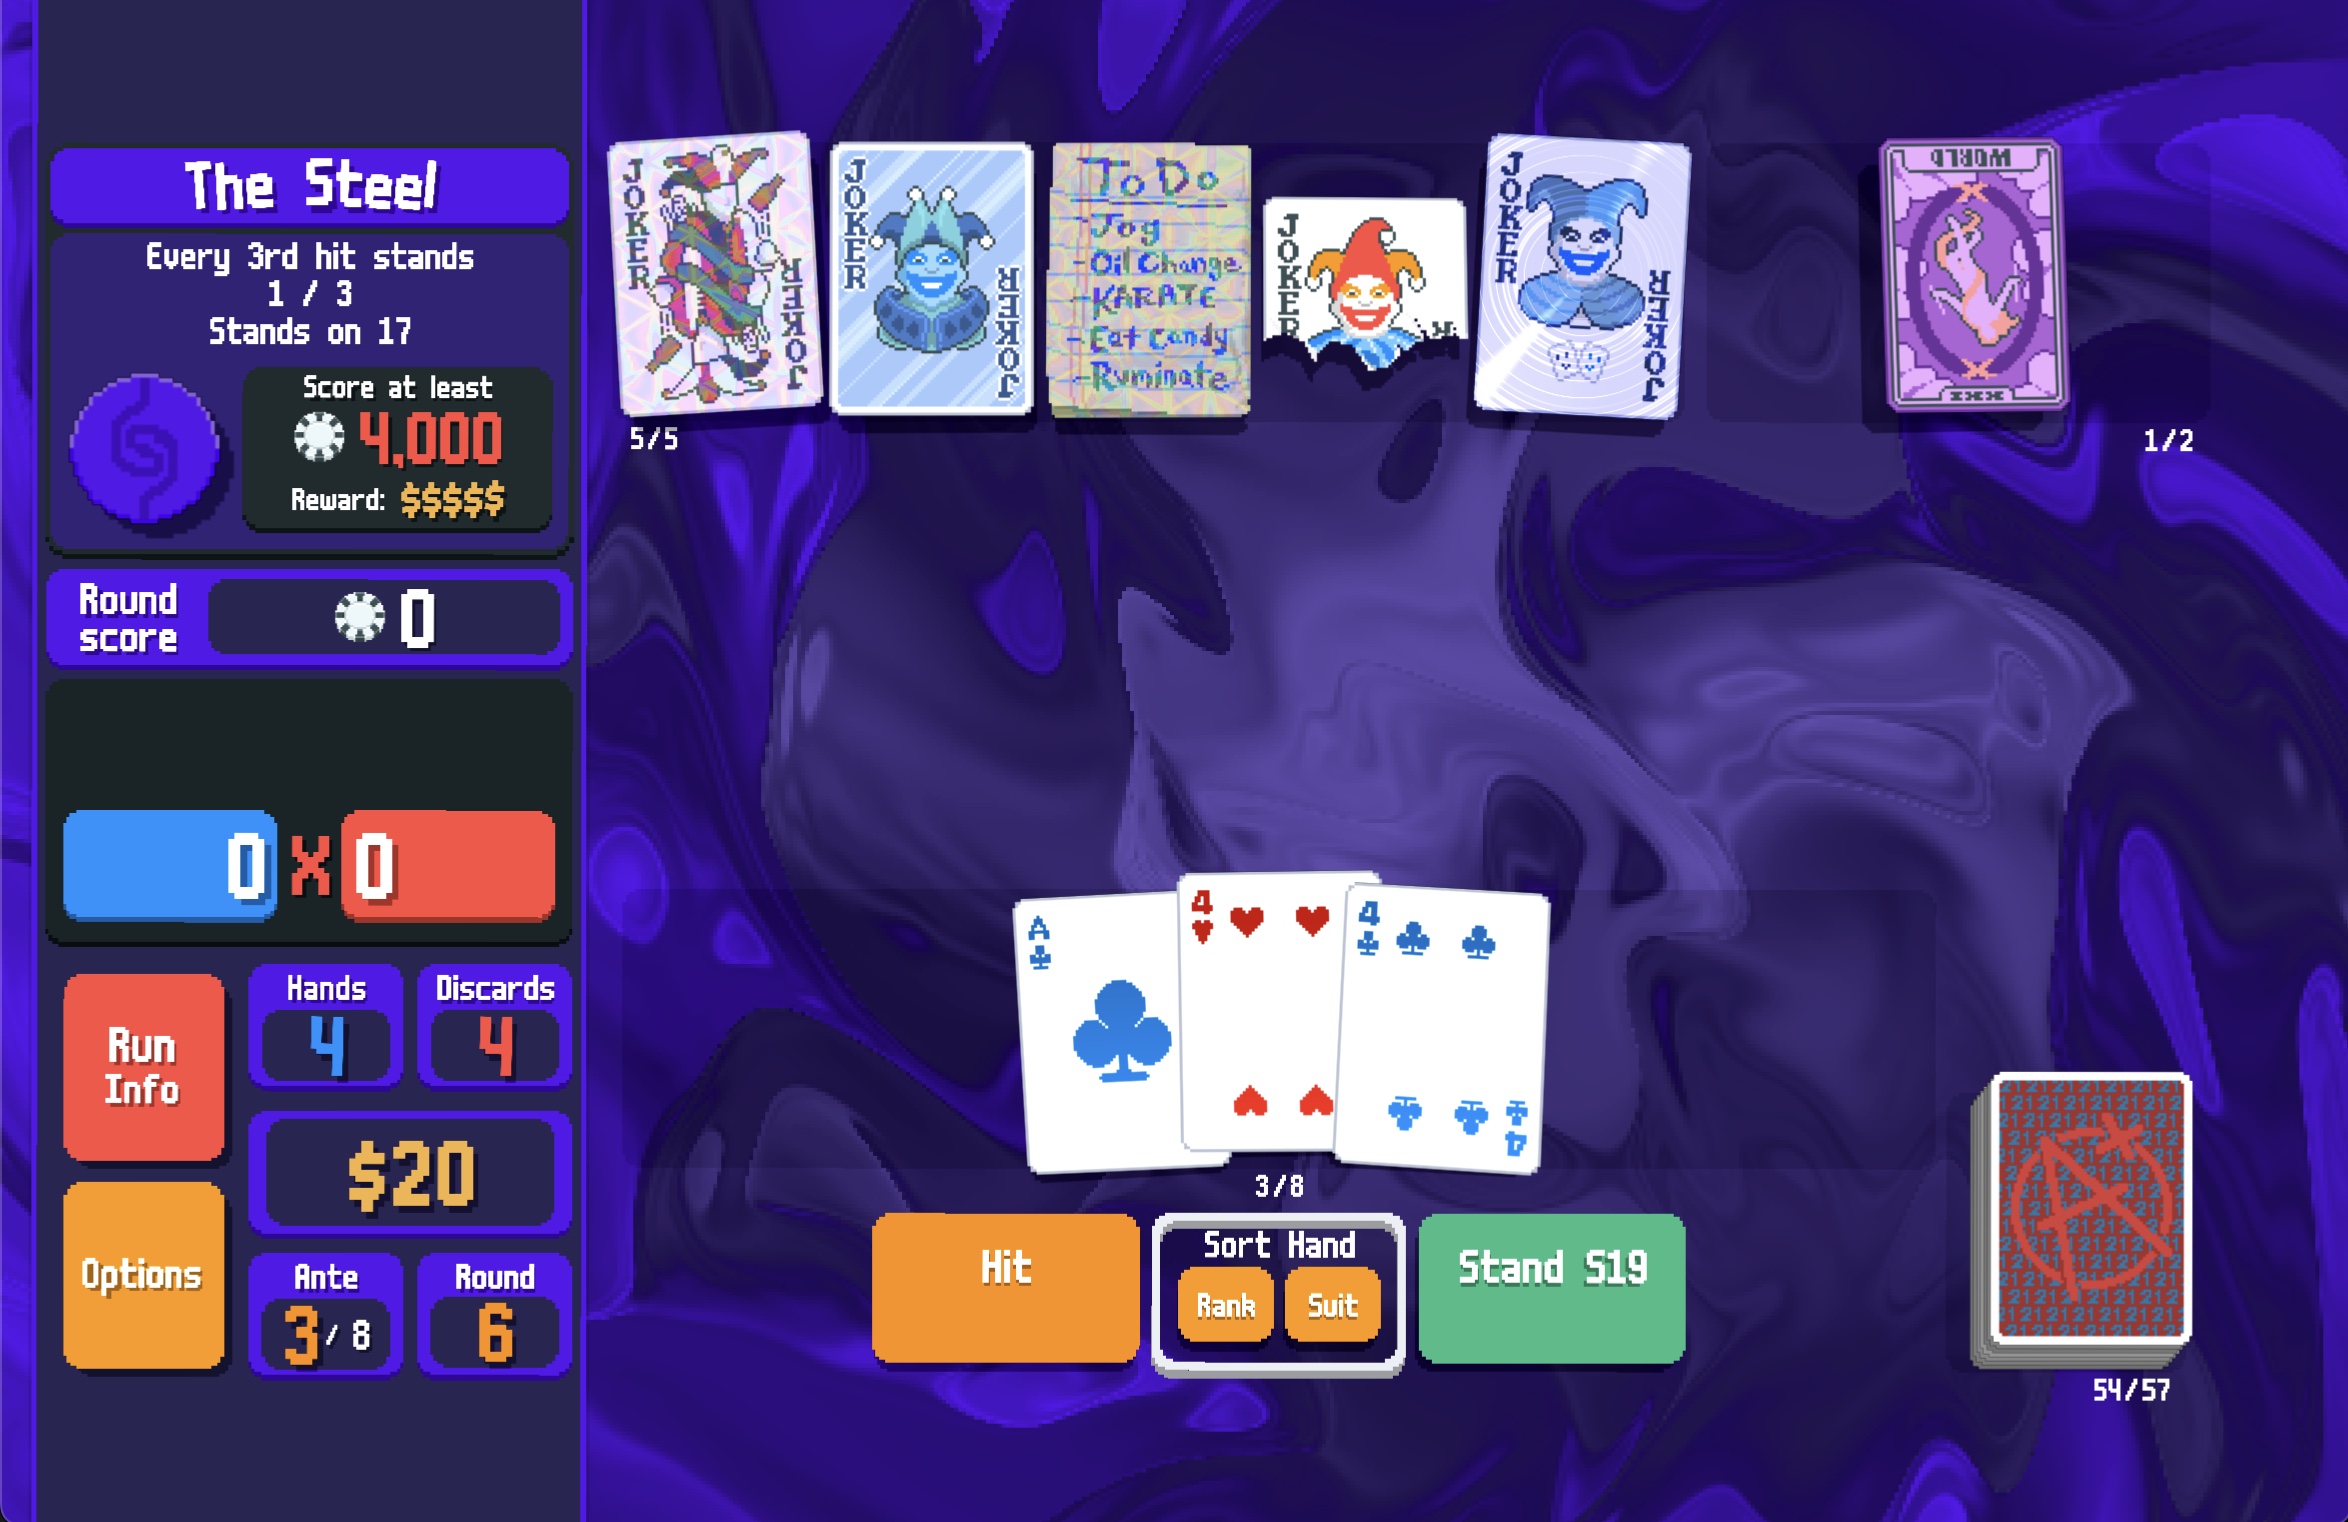 The Steel
Every 3rd hit stands
1 / 3
Stands on 17
Score at least
4,000
Reward: $$$$$
Round
score
0
0 X 0
Run
Info
Hands
4
Discards
4
$20
Options
Ante
3 / 8
Round
6
JOKER
JOKER
JOKER
JOKER
To Do
- Jog
- Oil Change
- KARATE
- Eat Candy
- Ruminate
JOKER
JOKER
JOKER
5/5
WORLD
XXI
1/2
A
4
4
4
3/8
Hit
Sort Hand
Rank
Suit
Stand S19
54/57